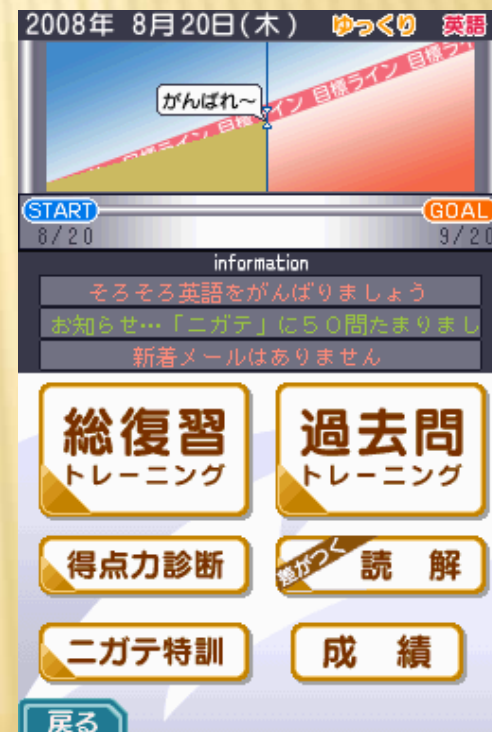 2008年 8月20日(木) ゆっくり 英語
目標ライン 目標ライン 目標ライン
がんばれ〜
START GOAL
8/20 9/20
information
そろそろ英語をがんばりましょう
お知らせ…「ニガテ」に50問たまりまし
新着メールはありません
総復習 過去問
トレーニング トレーニング
得点力診断 差がつく 読 解
ニガテ特訓 成 績
戻る